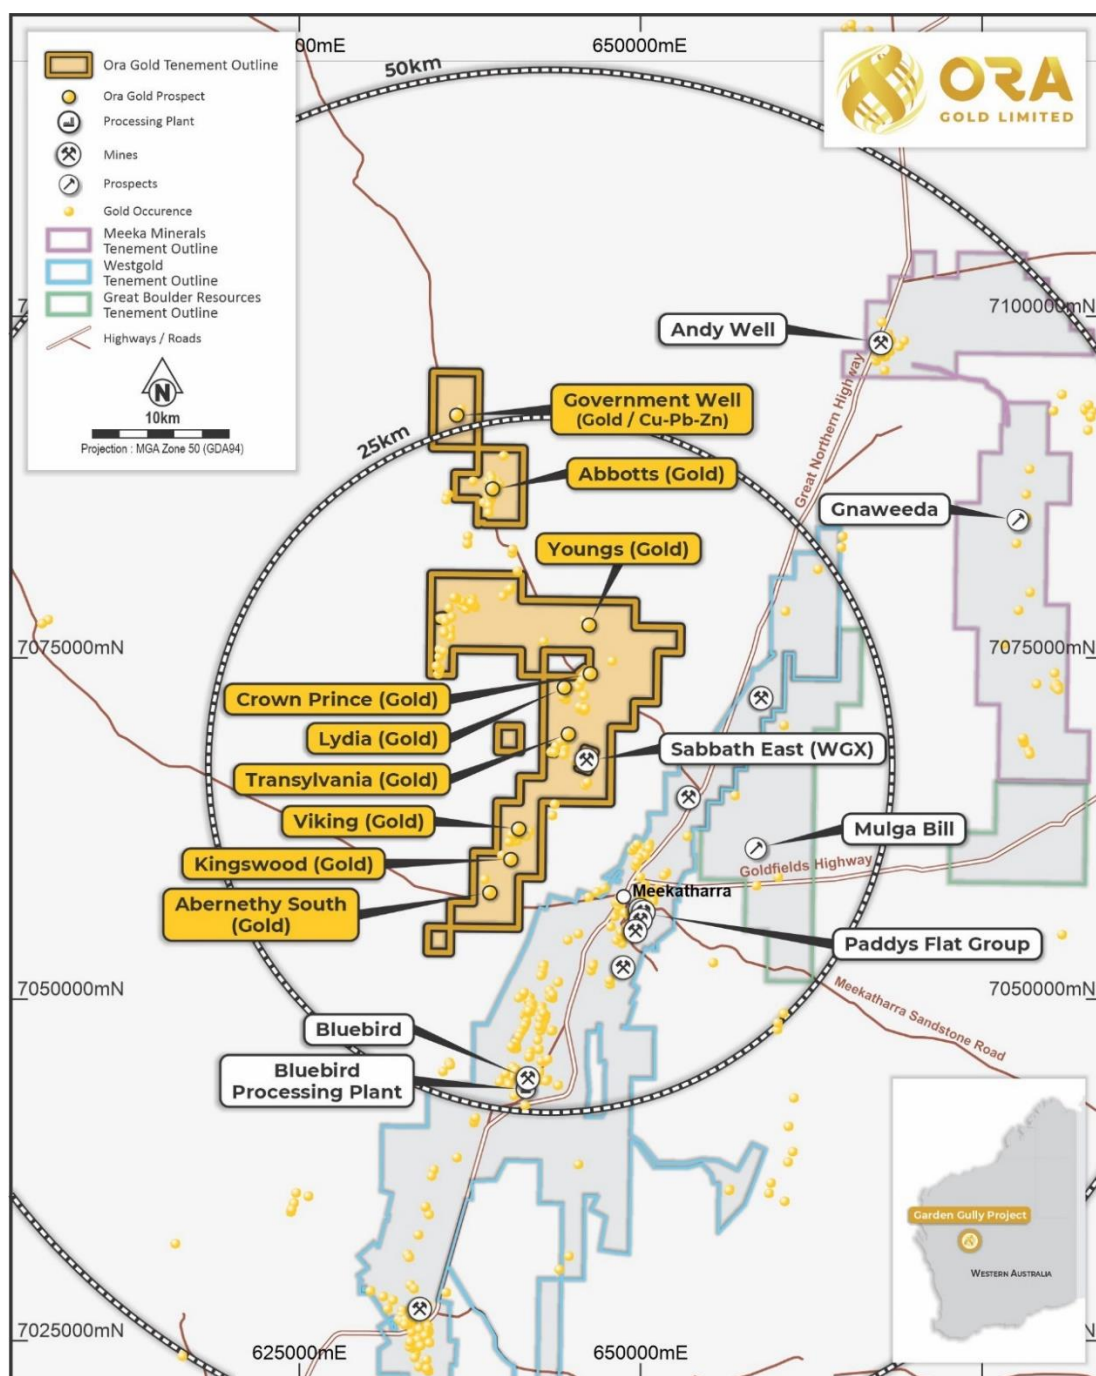 00mE
650000mE
50km
Ora Gold Tenement Outline
Ora Gold Prospect
Processing Plant
Mines
Prospects
Gold Occurence
Meeka Minerals
Tenement Outline
Westgold
Tenement Outline
Great Boulder Resources
Tenement Outline
Highways / Roads
N
10km
Projection : MGA Zone 50 (GDA94)
ORA
GOLD LIMITED
7
7100000mN
Andy Well
Great Northern Highway
Government Well
(Gold / Cu-Pb-Zn)
25km
Abbotts (Gold)
Gnaweeda
Youngs (Gold)
7075000mN
7075000mN
Crown Prince (Gold)
Lydia (Gold)
Sabbath East (WGX)
Transylvania (Gold)
Viking (Gold)
Mulga Bill
Kingswood (Gold)
Goldfields Highway
Meekatharra
Abernethy South
(Gold)
Paddys Flat Group
7050000mN
7050000mN
Meekatharra Sandstone Road
Bluebird
Bluebird
Processing Plant
Garden Gully Project
Western Australia
7025000mN
N
625000mE
650000mE